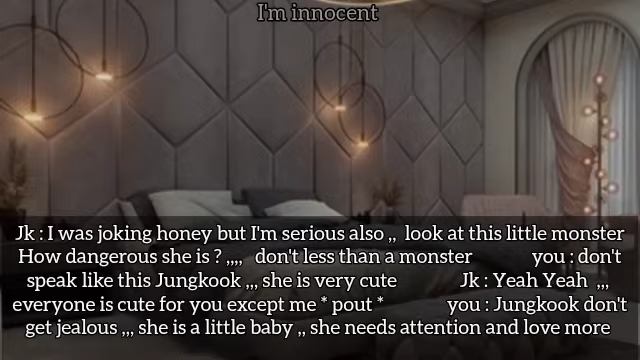 I'm innocent
Jk : I was joking honey but I'm serious also ,, look at this little monster
How dangerous she is ? ,,,, don't less than a monster you : don't
speak like this Jungkook ,,, she is very cute Jk : Yeah Yeah ,,,
everyone is cute for you except me * pout * you : Jungkook don't
get jealous ,,, she is a little baby ,, she needs attention and love more